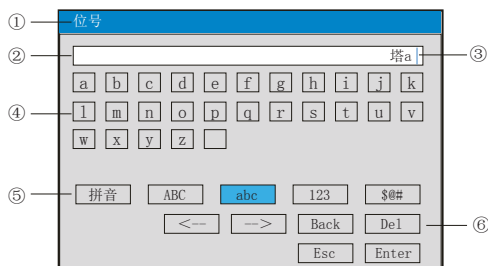 ① 位号
② 塔a ③
a b c d e f g h i j k
④ l m n o p q r s t u v
w x y z
⑤ 拼音 ABC abc 123 $@#
<-- --> Back Del ⑥
Esc Enter